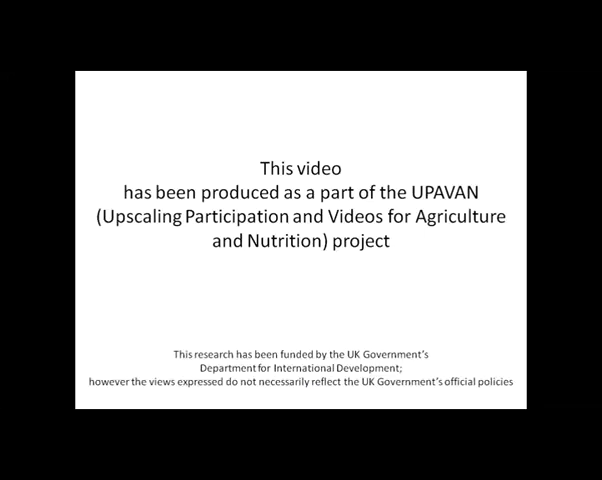 This video
has been produced as a part of the UPAVAN
(Upscaling Participation and Videos for Agriculture
and Nutrition) project
This research has been funded by the UK Government's
Department for International Development;
however the views expressed do not necessarily reflect the UK Government's official policies